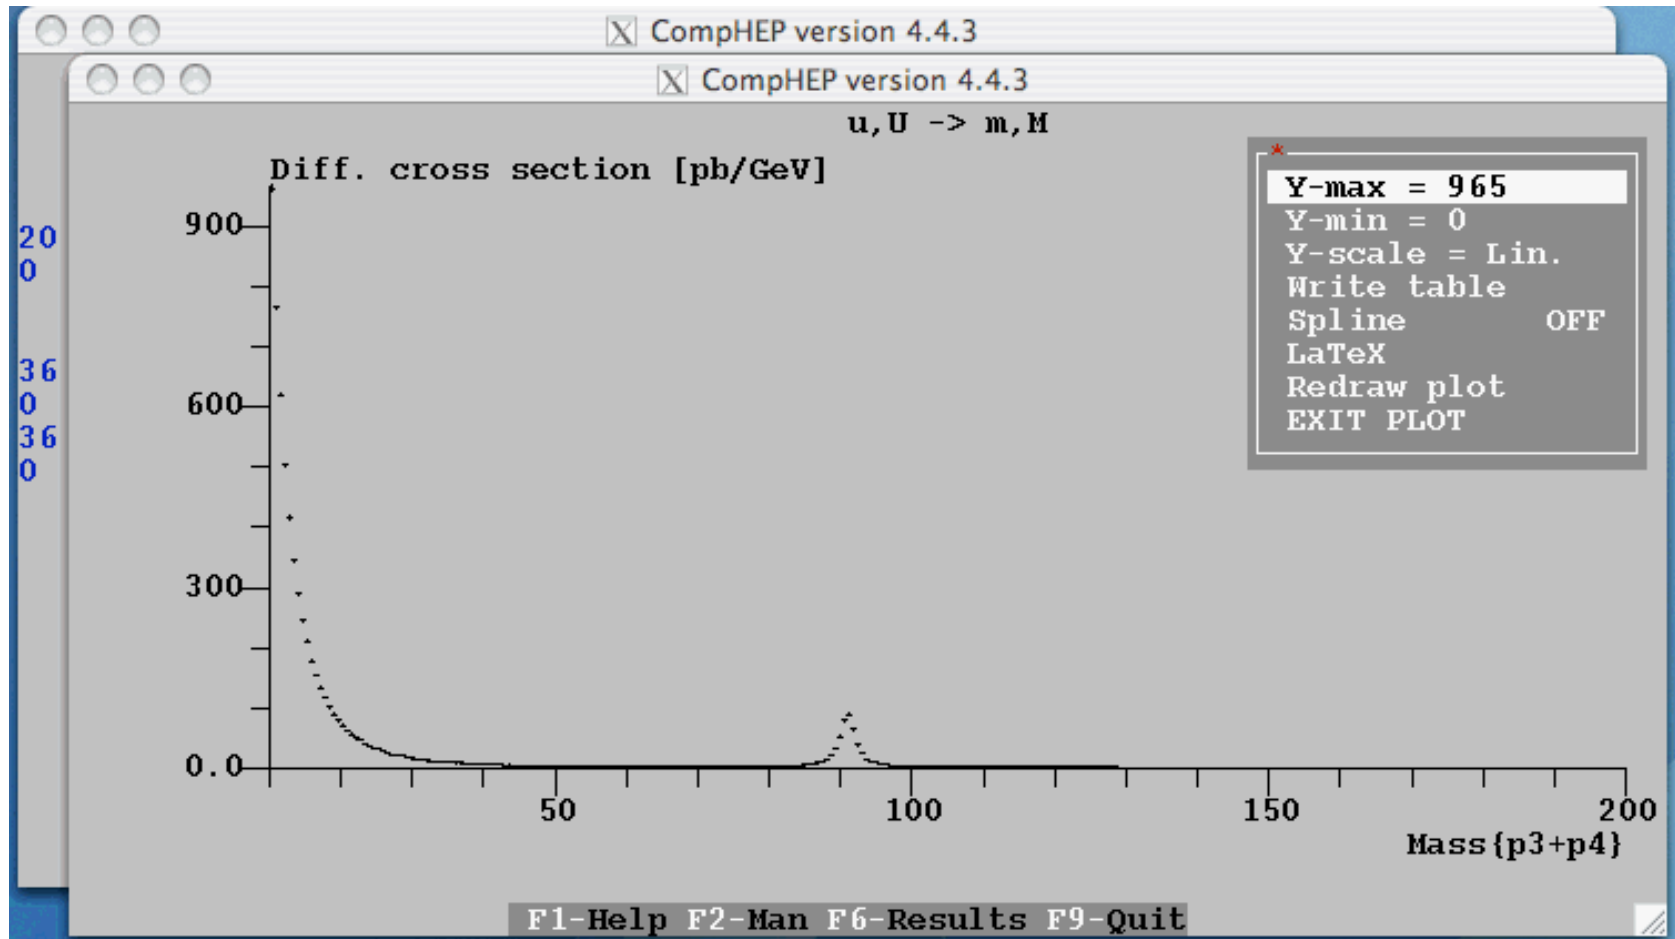 CompHEP version 4.4.3
CompHEP version 4.4.3
u,U -> m,M
Diff. cross section [pb/GeV]
900
600
300
0.0
50 100 150 200
Mass{p3+p4}
*
Y-max = 965
Y-min = 0
Y-scale = Lin.
Write table
Spline OFF
LaTeX
Redraw plot
EXIT PLOT
20
0
36
0
36
0
F1-Help F2-Man F6-Results F9-Quit